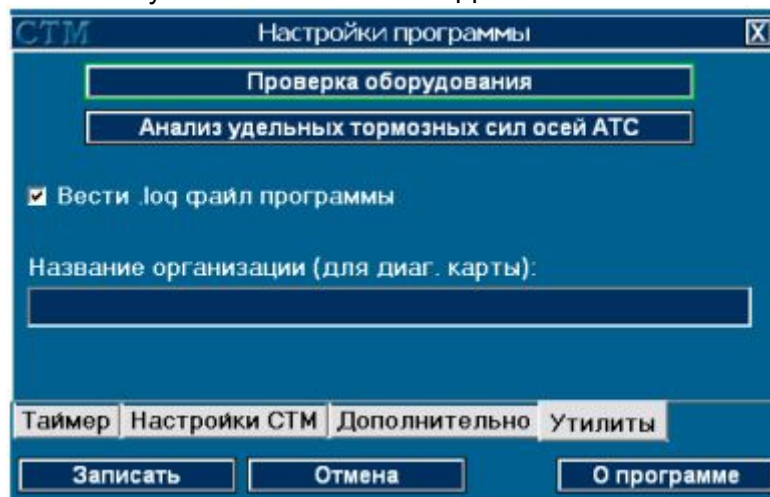 СТМ Настройки программы X
Проверка оборудования
Анализ удельных тормозных сил осей АТС
Вести .log файл программы
Название организации (для диаг. карты):
Таймер Настройки СТМ Дополнительно Утилиты
Записать Отмена О программе